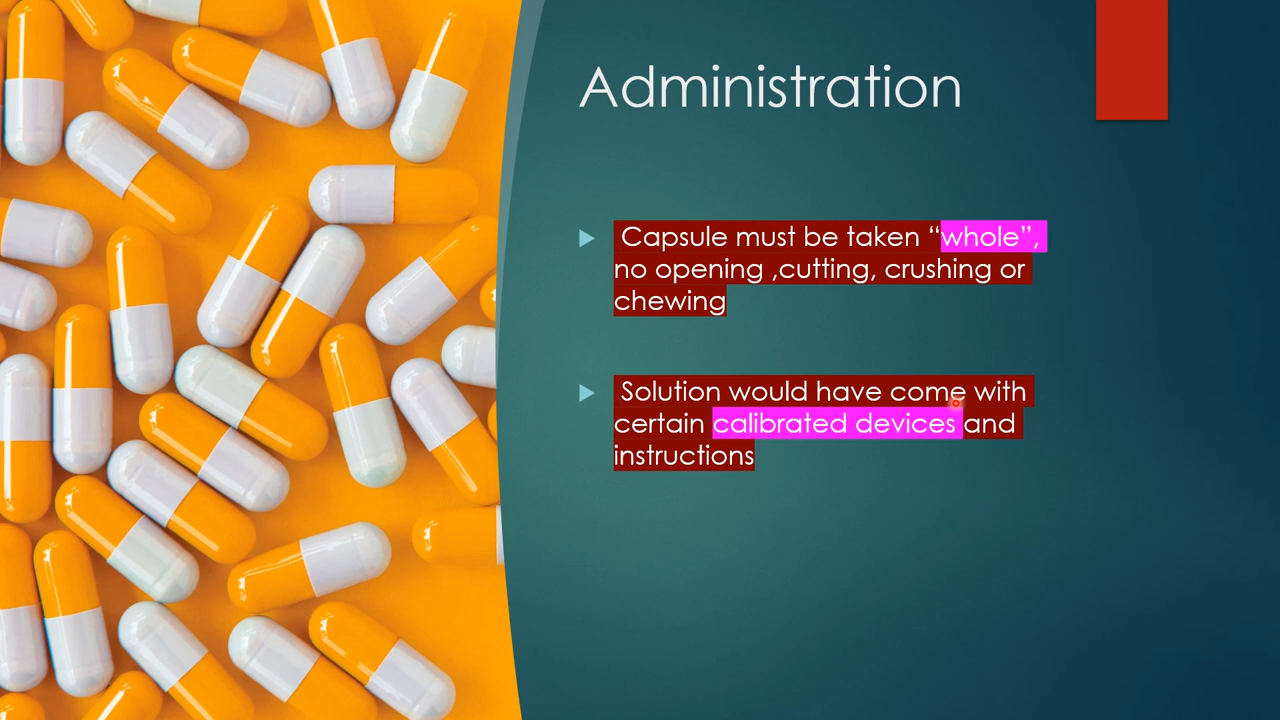 Administration
Capsule must be taken “whole”,
no opening ,cutting, crushing or
chewing
Solution would have come with
certain calibrated devices and
instructions